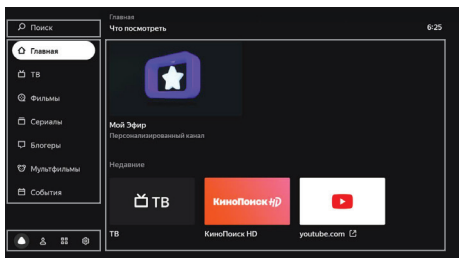 Поиск
Главная
ТВ
Фильмы
Сериалы
Блогеры
Мультфильмы
События
Главная
Что посмотреть
6:25
Мой Эфир
Персонализированный канал
Недавние
ТВ
КиноПоиск HD
ТВ
КиноПоиск HD
youtube.com